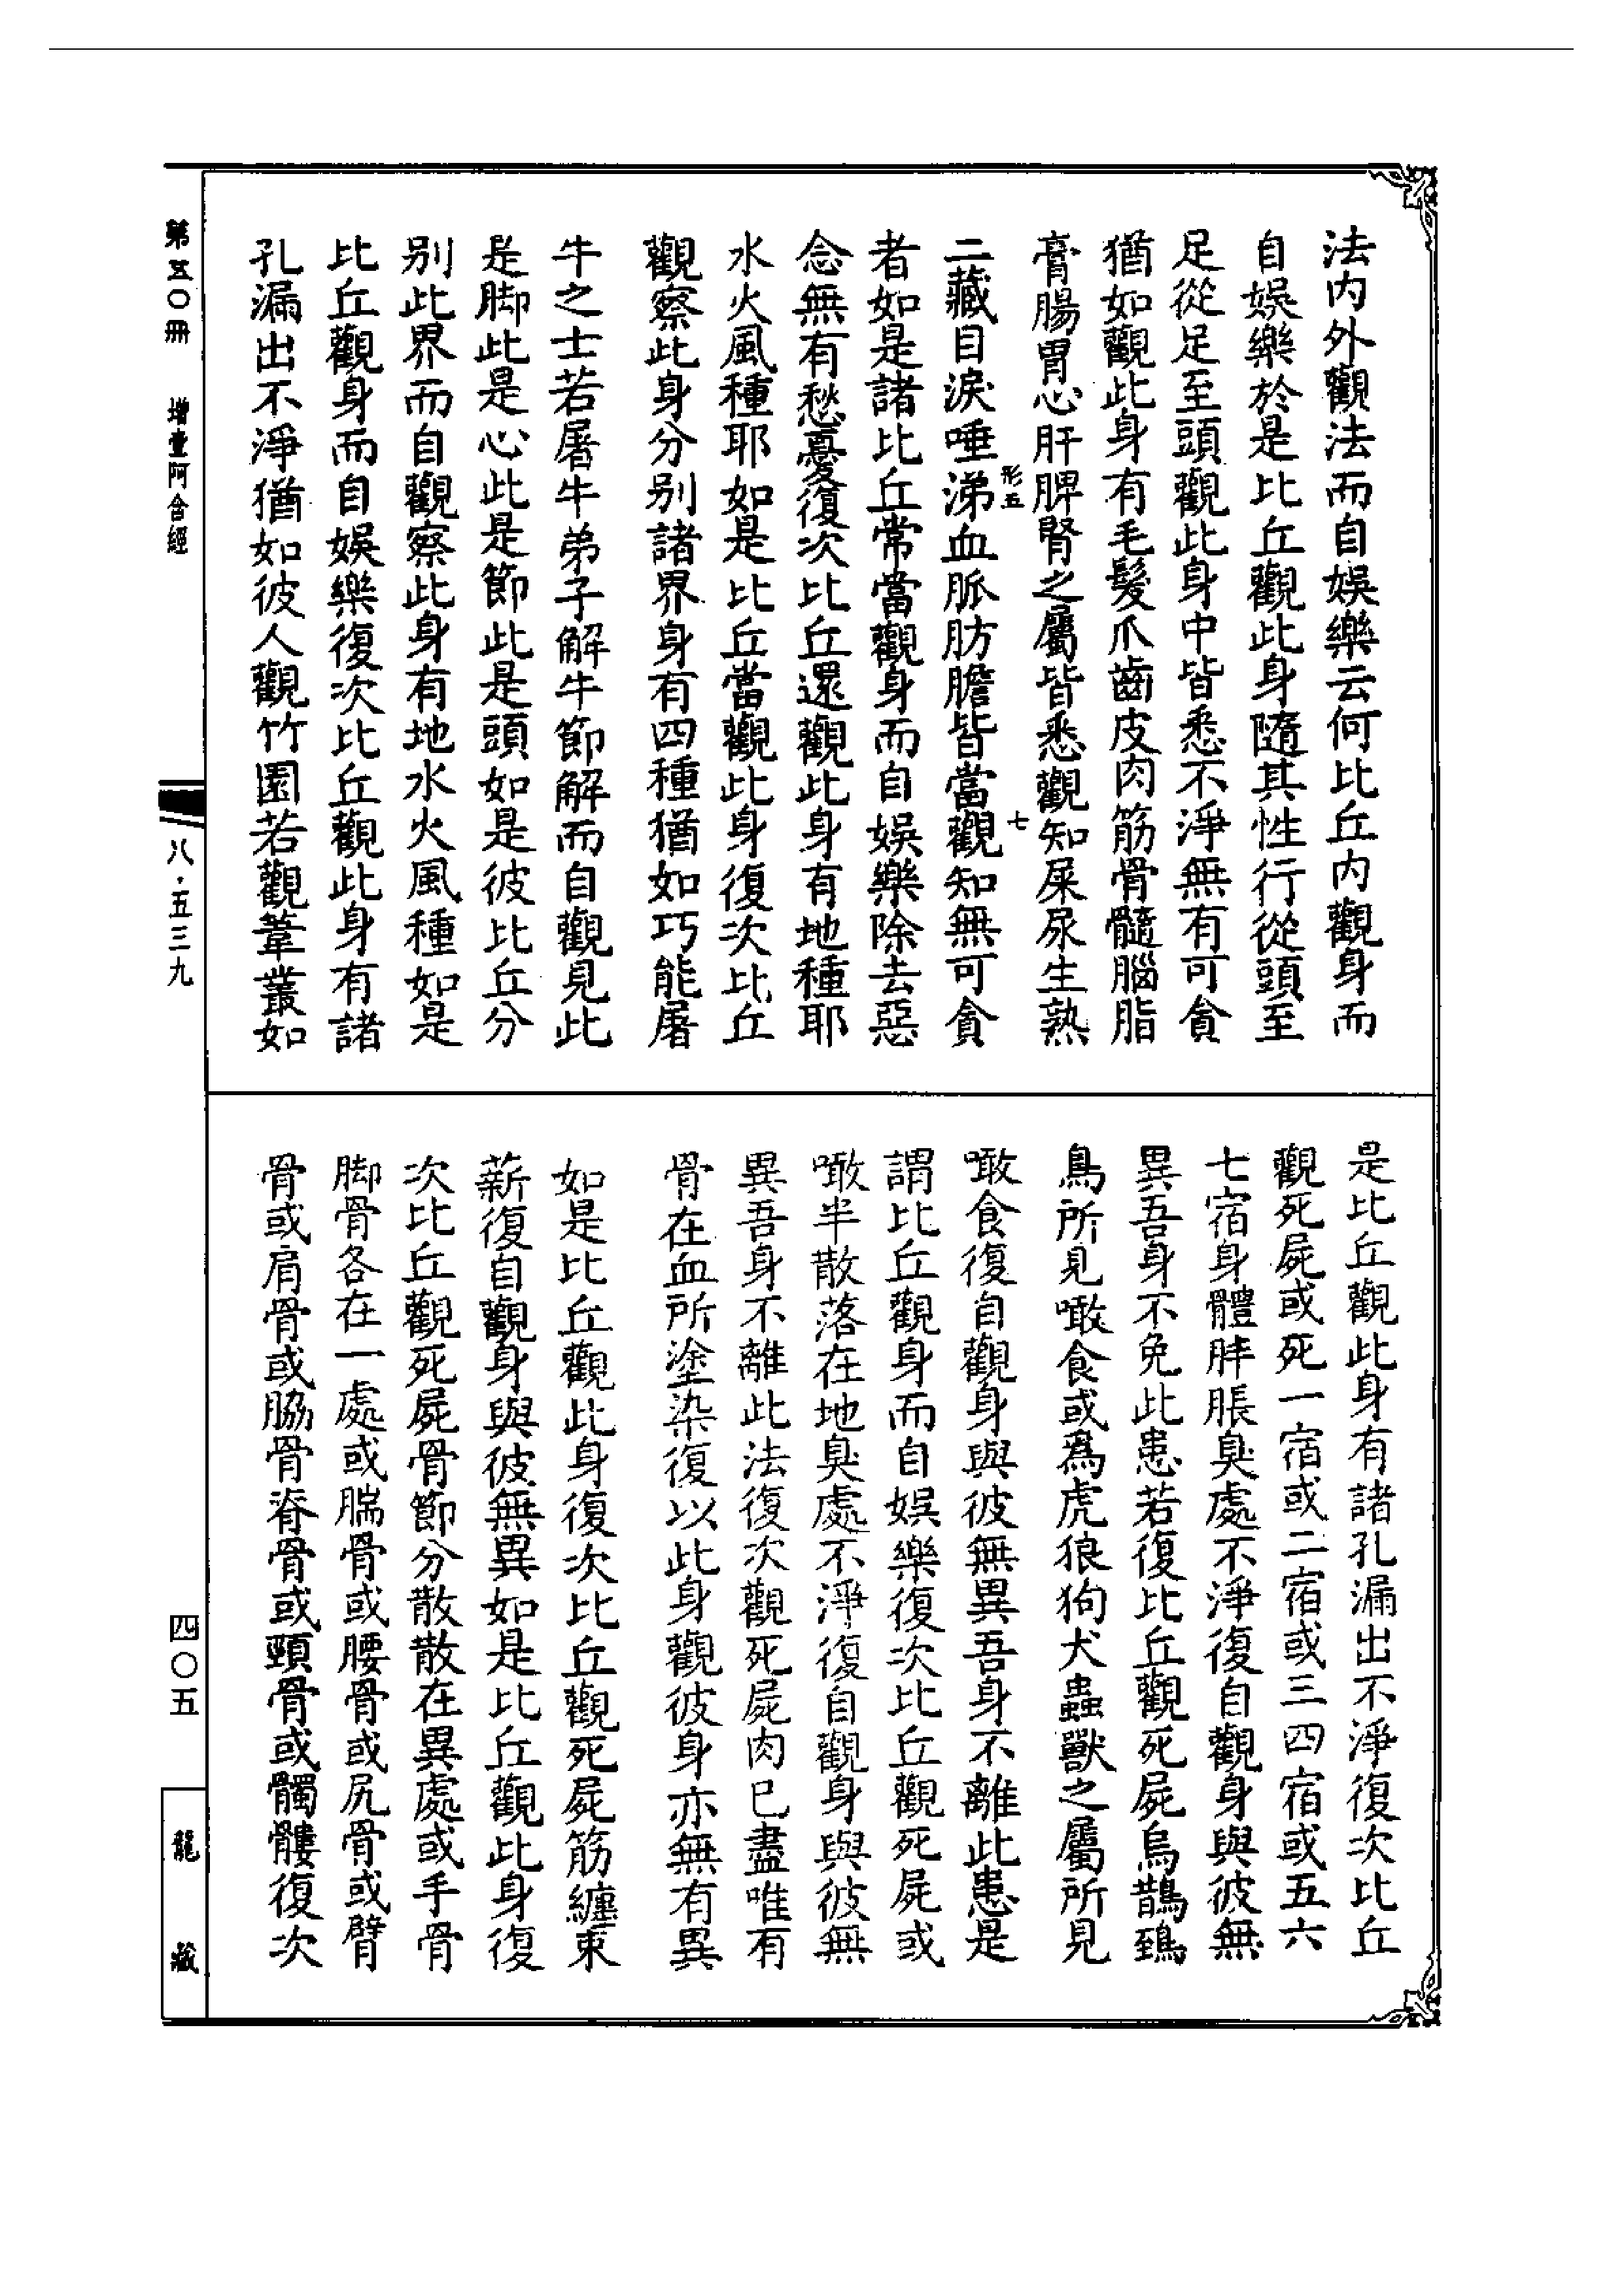 法内外觀法而自娛樂云何比丘内觀身而
自娛樂於是比丘觀此身隨其性行從頭至
足從足至頭觀此身中皆悉不淨無有可貪
猶如觀此身有毛髮爪齒皮肉筋骨髓腦脂
膏腸胃心肝脾腎之屬皆悉觀知屎尿生熟
形五
七
二藏目淚唾涕血脈肪膽皆當觀知無可貪
者如是諸比丘常當觀身而自娛樂除去惡
念無有愁憂復次比丘還觀此身有地種耶
水火風種耶如是比丘當觀此身復次比丘
觀察此身分别諸界身有四種猶如巧能屠
牛之士若屠牛弟子解牛節解而自觀見此
是脚此是心此是節此是頭如是彼比丘分
别此界而自觀察此身有地水火風種如是
比丘觀身而自娛樂復次比丘觀此身有諸
孔漏出不淨猶如彼人觀竹園若觀葦叢如
是比丘觀此身有諸孔漏出不淨復次比丘
觀死屍或死一宿或二宿或三四宿或五六
七宿身體胖脹臭處不淨復自觀身與彼無
異吾身不免此患若復比丘觀死屍烏鵲鵄
鳥所見噉食或爲虎狼狗犬蟲獸之屬所見
噉食復自觀身與彼無異吾身不離此患是
謂比丘觀身而自娛樂復次比丘觀死屍或
噉半散落在地臭處不淨復自觀身與彼無
異吾身不離此法復次觀死屍肉已盡唯有
骨在血所塗染復以此身觀彼身亦無有異
如是比丘觀此身復次比丘觀死屍筋纏束
薪復自觀身與彼無異如是比丘觀此身復
次比丘觀死屍骨節分散散在異處或手骨
脚骨各在一處或腨骨或腰骨或尻骨或臂
骨或肩骨或脇骨脊骨或頸骨或髑髏復次
第五〇冊 增壹阿含經
八·五三九
四〇五
龍藏